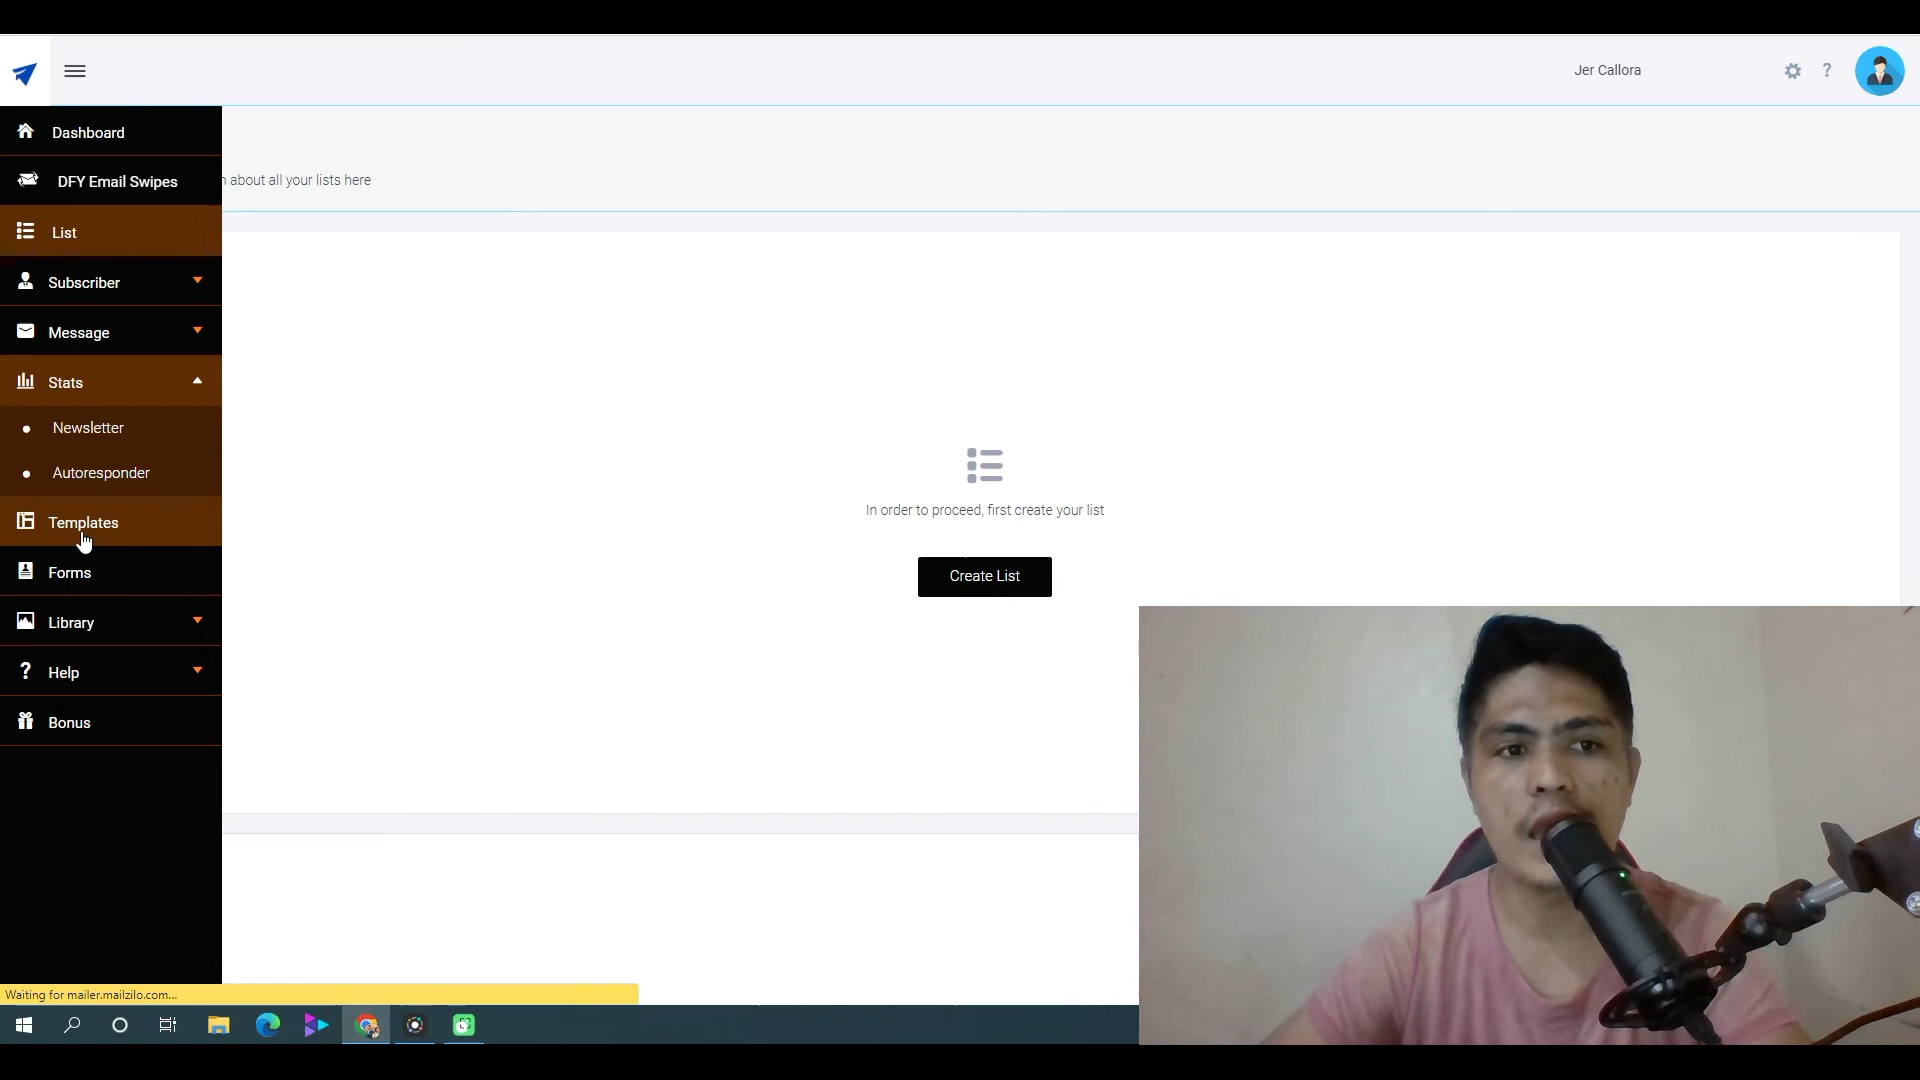 Jer Callora
?
Dashboard
DFY Email Swipes
about all your lists here
List
Subscriber
Message
Stats
Newsletter
Autoresponder
Templates
Forms
Library
? Help
Bonus
In order to proceed, first create your list
Create List
Waiting for mailer.mailzilo.com...